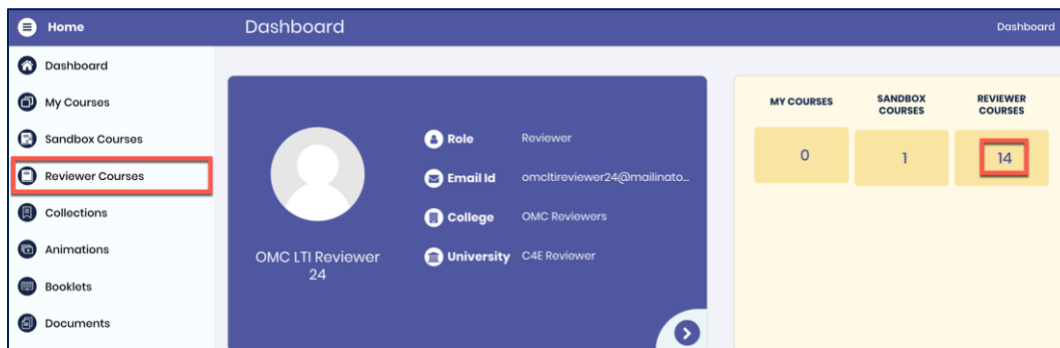 Home
Dashboard
Dashboard
Dashboard
My Courses
Sandbox Courses
Reviewer Courses
Collections
Animations
Booklets
Documents
OMC LTI Reviewer
24
Role Reviewer
Email Id omcltireviewer24@mailinato...
College OMC Reviewers
University C4E Reviewer
MY COURSES
0
SANDBOX
COURSES
1
REVIEWER
COURSES
14